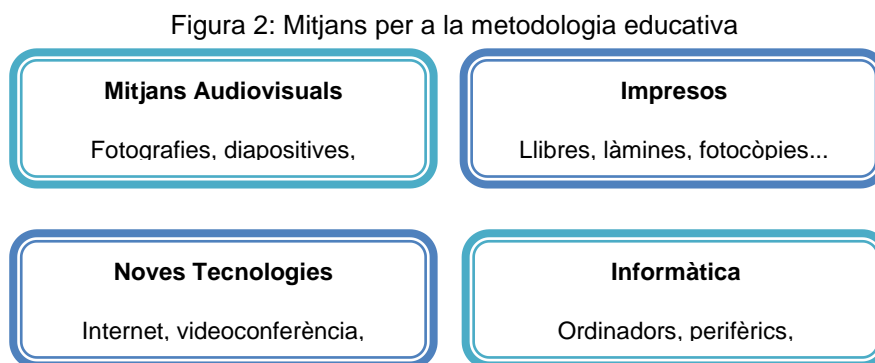 Figura 2: Mitjans per a la metodologia educativa
Mitjans Audiovisuals
Fotografies, diapositives,
Impresos
Llibres, làmines, fotocòpies...
Noves Tecnologies
Internet, videoconferència,
Informàtica
Ordinadors, perifèrics,